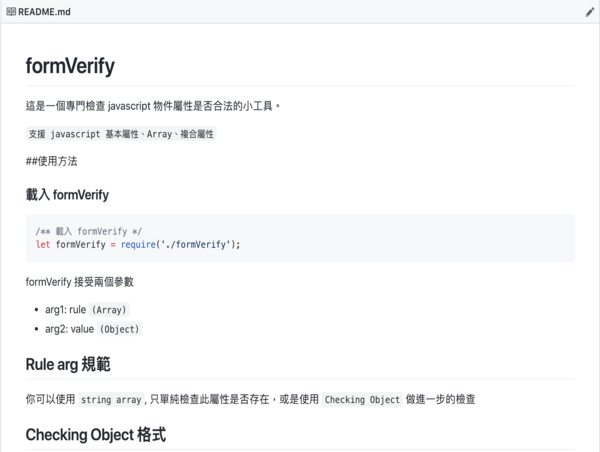 README.md
formVerify
這是一個專門檢查 javascript 物件屬性是否合法的小工具。
支援 javascript 基本屬性、Array、複合屬性
##使用方法
載入 formVerify
/** 載入 formVerify */
let formVerify = require('./formVerify');
formVerify 接受兩個參數
• arg1: rule (Array)
• arg2: value (Object)
Rule arg 規範
你可以使用 string array , 只單純檢查此屬性是否存在，或是使用 Checking Object 做進一步的檢查
Checking Object 格式